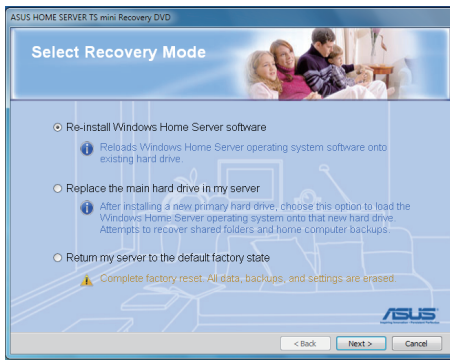 ASUS HOME SERVER TS mini Recovery DVD
Select Recovery Mode
Re-install Windows Home Server software
Reloads Windows Home Server operating system software onto
existing hard drive.
Replace the main hard drive in my server
After installing a new primary hard drive, choose this option to load the
Windows Home Server operating system onto that new hard drive.
Attempts to recover shared folders and home computer backups.
Return my server to the default factory state
Complete factory reset. All data, backups, and settings are erased.
ASUS
< Back
Next >
Cancel